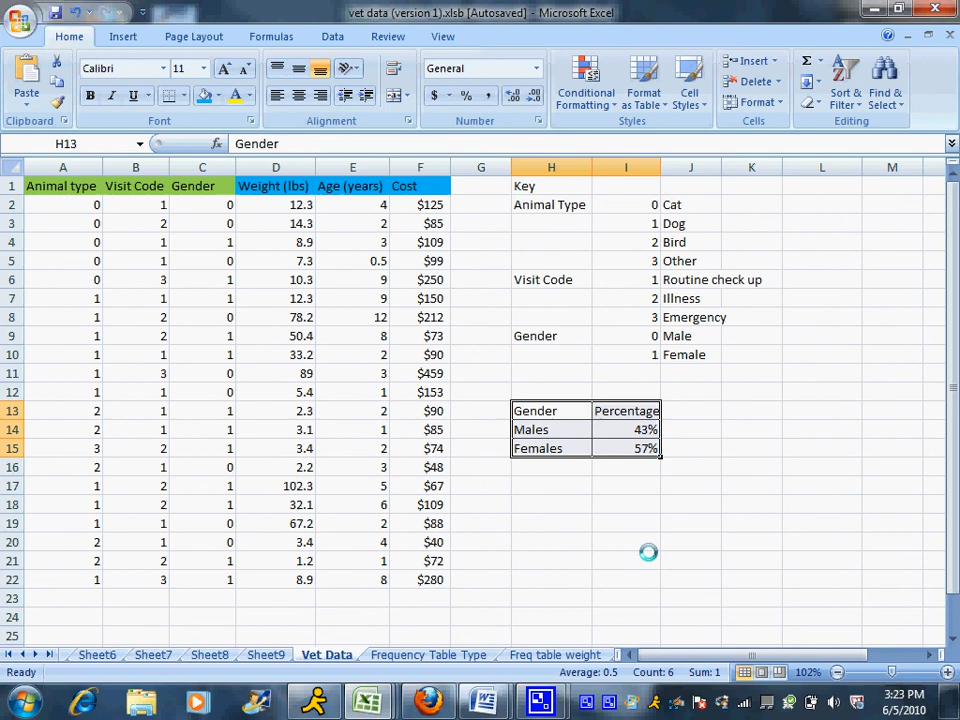 vet data (version 1).xlsb [Autosaved] - Microsoft Excel
Home Insert Page Layout Formulas Data Review View
Paste
Clipboard
Calibri 11
B I U
Font
Alignment
General
$ % ,
Number
Conditional Formatting
Format as Table
Cell Styles
Styles
Insert
Delete
Format
Cells
Σ
Sort & Filter
Find & Select
Editing
H13 fx Gender
A B C D E F G H I J K L M
1 Animal type Visit Code Gender Weight (lbs) Age (years) Cost Key
2 0 1 0 12.3 4 $125 Animal Type 0 Cat
3 0 2 0 14.3 2 $85 1 Dog
4 0 1 1 8.9 3 $109 2 Bird
5 0 1 0 7.3 0.5 $99 3 Other
6 0 3 1 10.3 9 $250 Visit Code 1 Routine check up
7 1 1 1 12.3 9 $150 2 Illness
8 1 2 0 78.2 12 $212 3 Emergency
9 1 2 1 50.4 8 $73 Gender 0 Male
10 1 1 1 33.2 2 $90 1 Female
11 1 3 0 89 3 $459
12 1 1 0 5.4 1 $153
13 2 1 1 2.3 2 $90 Gender Percentage
14 2 1 1 3.1 1 $85 Males 43%
15 3 2 1 3.4 2 $74 Females 57%
16 2 1 0 2.2 3 $48
17 1 2 1 102.3 5 $67
18 1 2 1 32.1 6 $109
19 1 1 0 67.2 2 $88
20 2 1 0 3.4 4 $40
21 2 2 1 1.2 1 $72
22 1 3 1 8.9 8 $280
23
24
25
Sheet6 Sheet7 Sheet8 Sheet9 Vet Data Frequency Table Type Freq table weight
Ready Average: 0.5 Count: 6 Sum: 1 102%
3:23 PM
6/5/2010